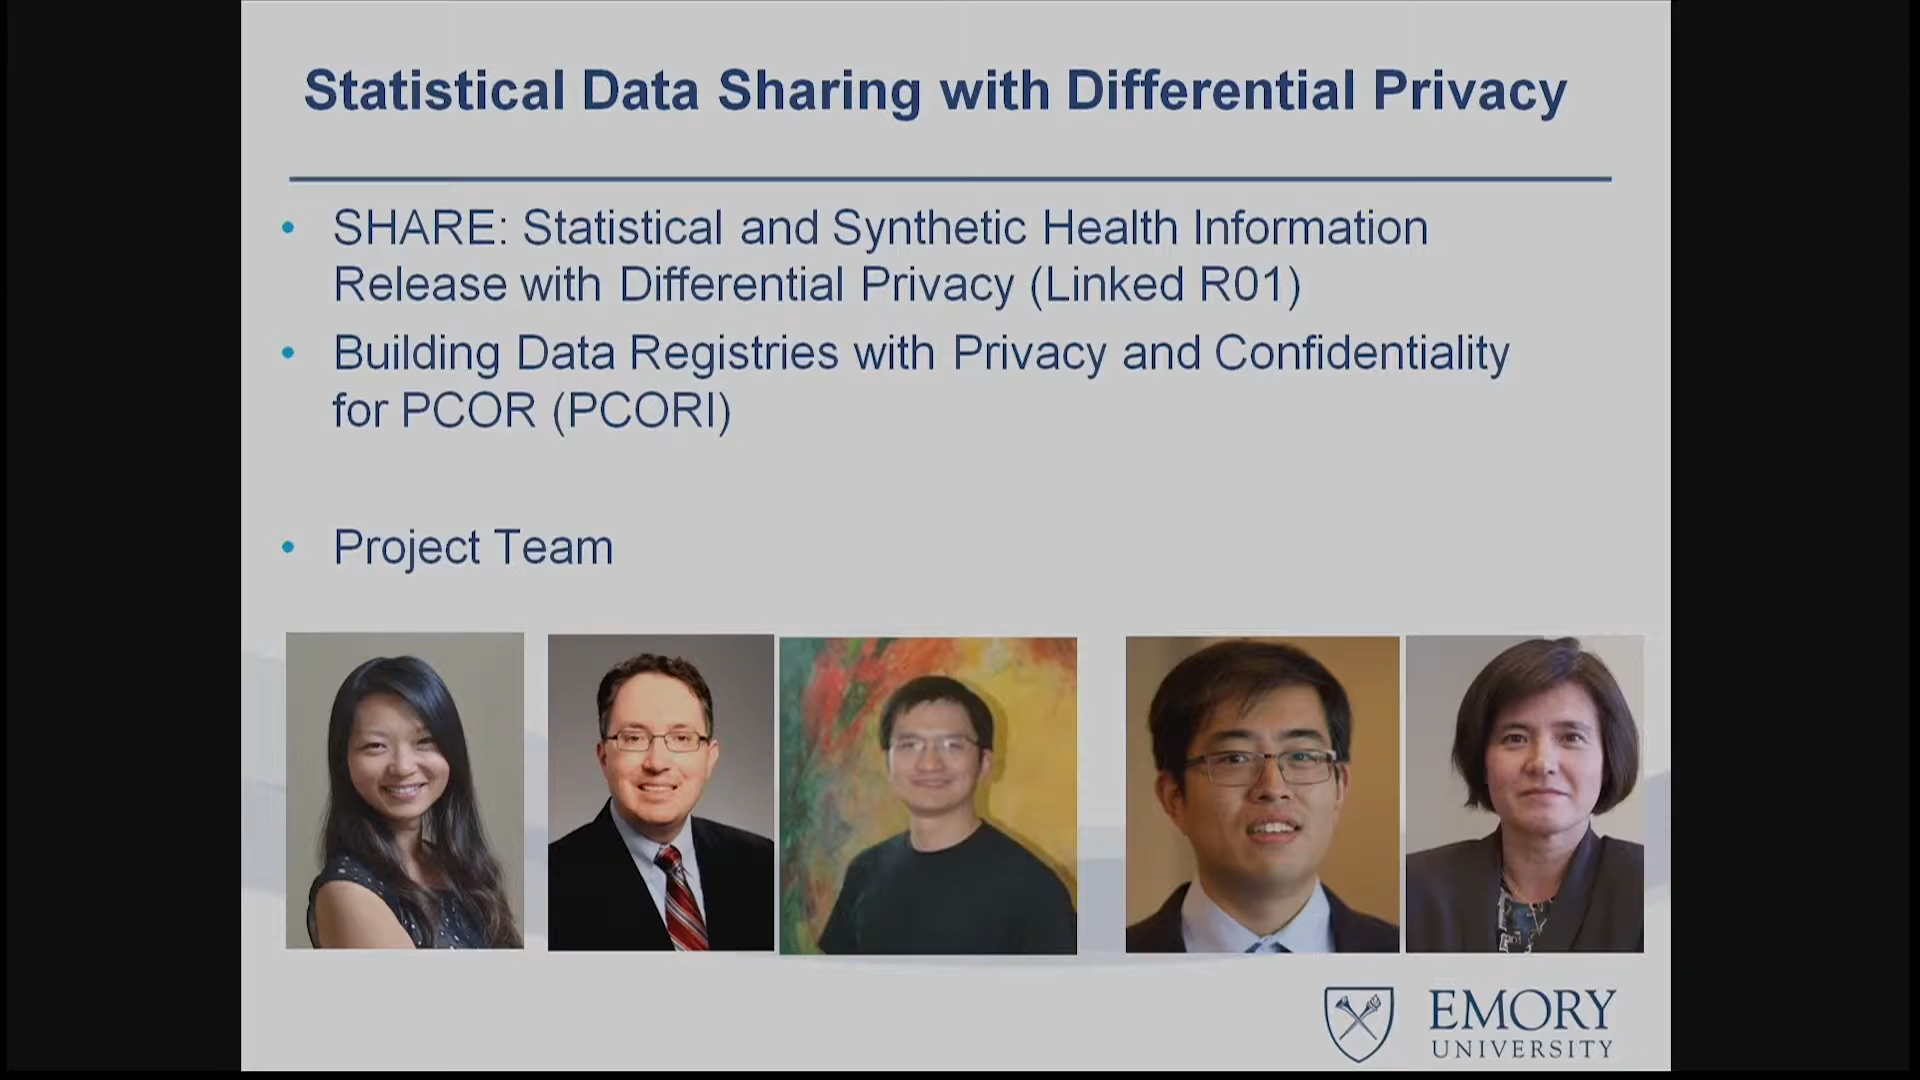 Statistical Data Sharing with Differential Privacy
• SHARE: Statistical and Synthetic Health Information
Release with Differential Privacy (Linked R01)
• Building Data Registries with Privacy and Confidentiality
for PCOR (PCORI)
• Project Team
EMORY
UNIVERSITY